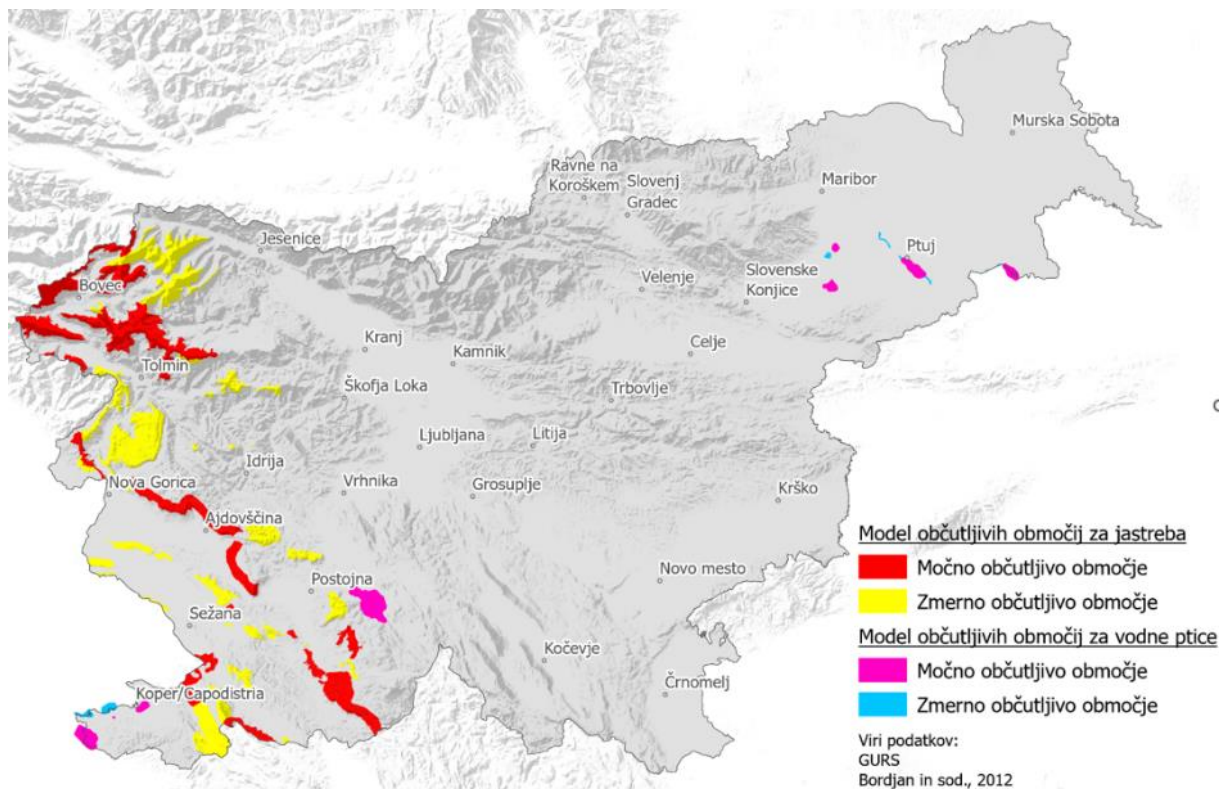 Murska Sobota
Ravne na
Koroškem
Slovenj
Gradec
Maribor
Jesenice
Ptuj
Bovec
Velenje
Slovenske
Konjice
Kranj
Kamnik
Celje
Tolmin
Škofja Loka
Trbovlje
Ljubljana
Litija
Idrija
Nova Gorica
Vrhnika
Grosuplje
Krško
Ajdovščina
Postojna
Novo mesto
Sežana
Kočevje
Črnomelj
Koper/Capodistria
Model občutljivih območij za jastreba
Močno občutljivo območje
Zmerno občutljivo območje
Model občutljivih območij za vodne ptice
Močno občutljivo območje
Zmerno občutljivo območje
Viri podatkov:
GURS
Bordjan in sod., 2012